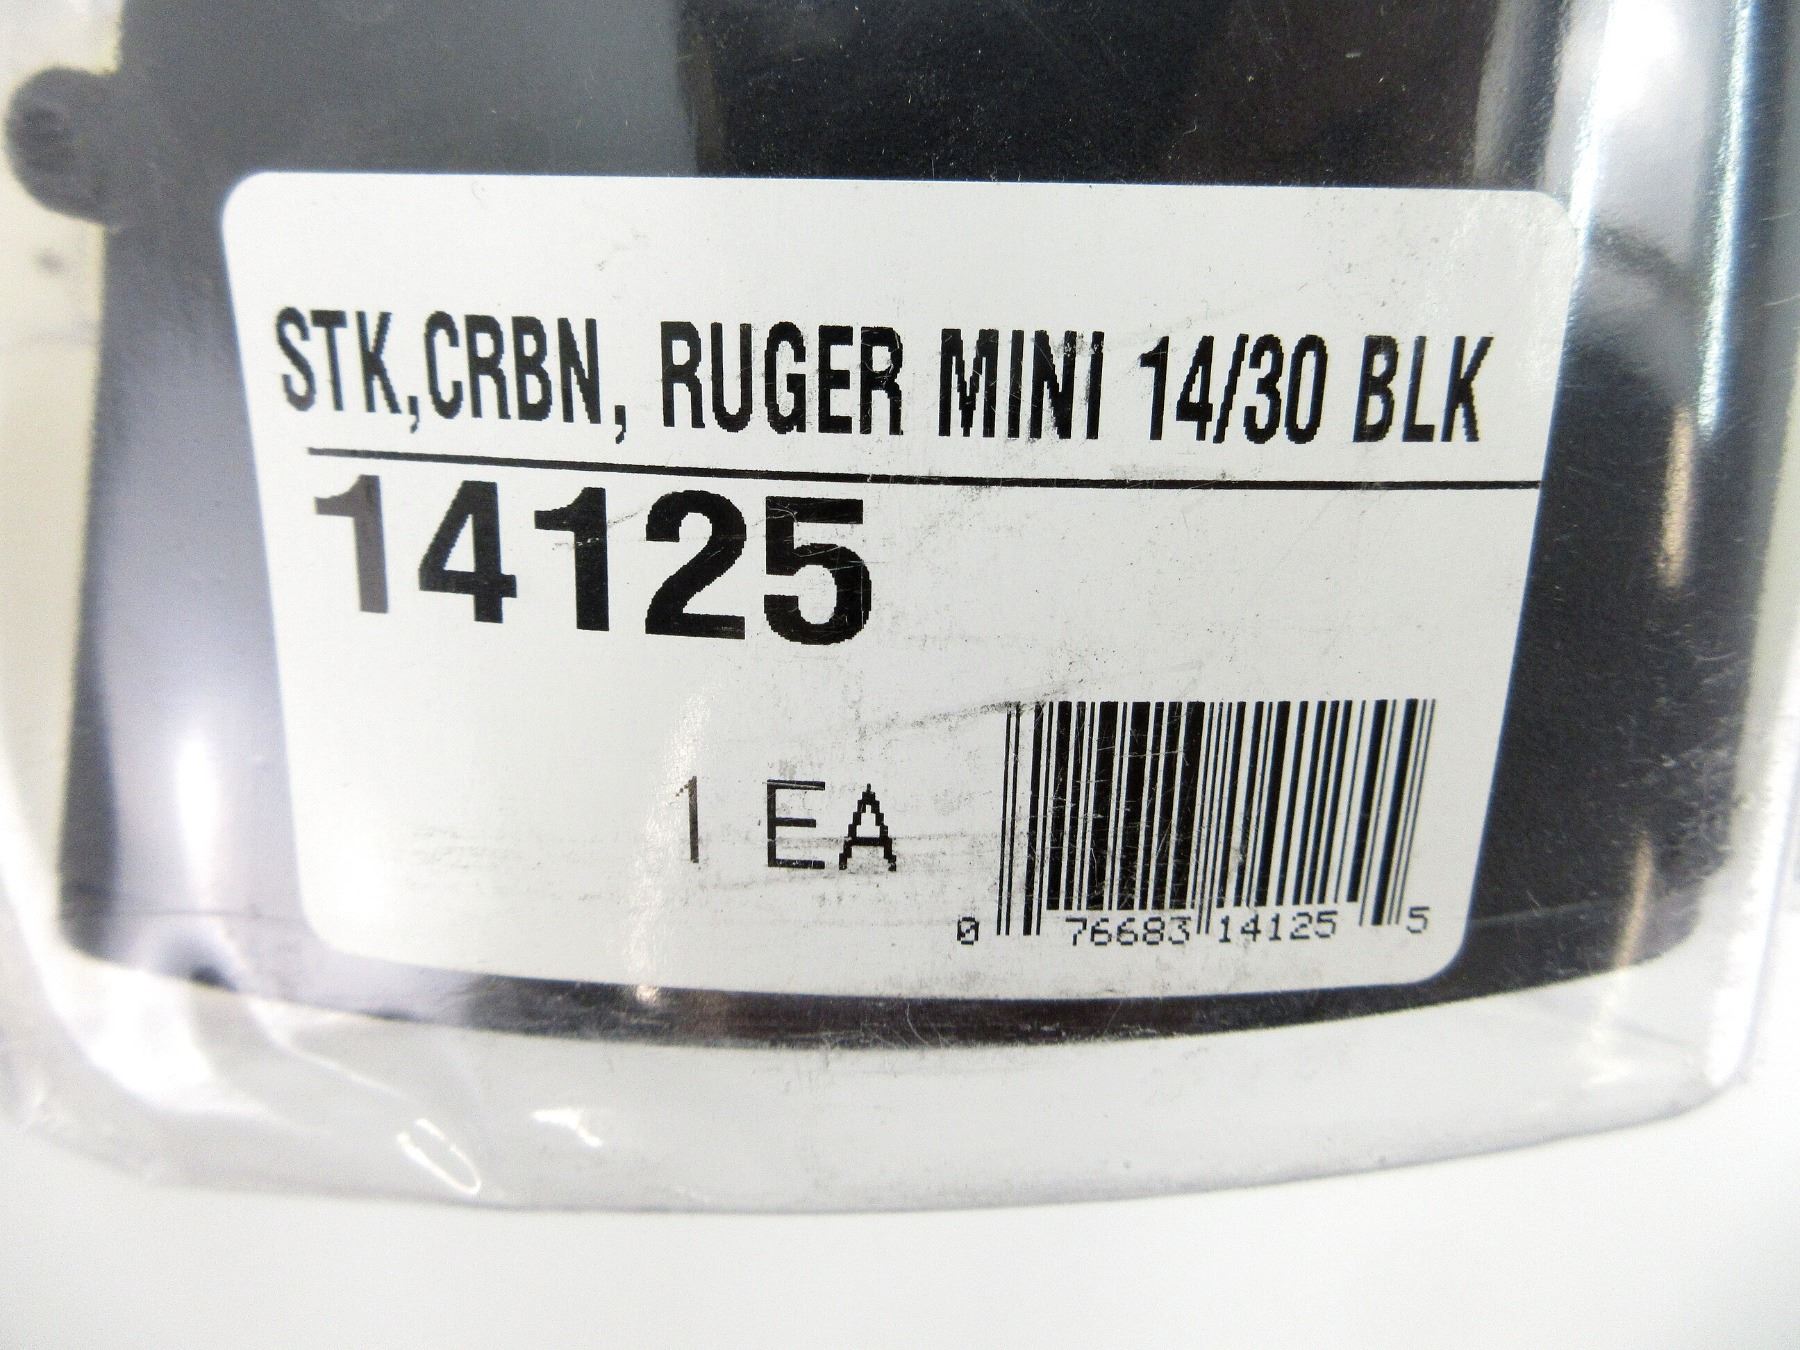 STK,CRBN, RUGER MINI 14/30 BLK
14125
1 EA
0 76683 14125 5